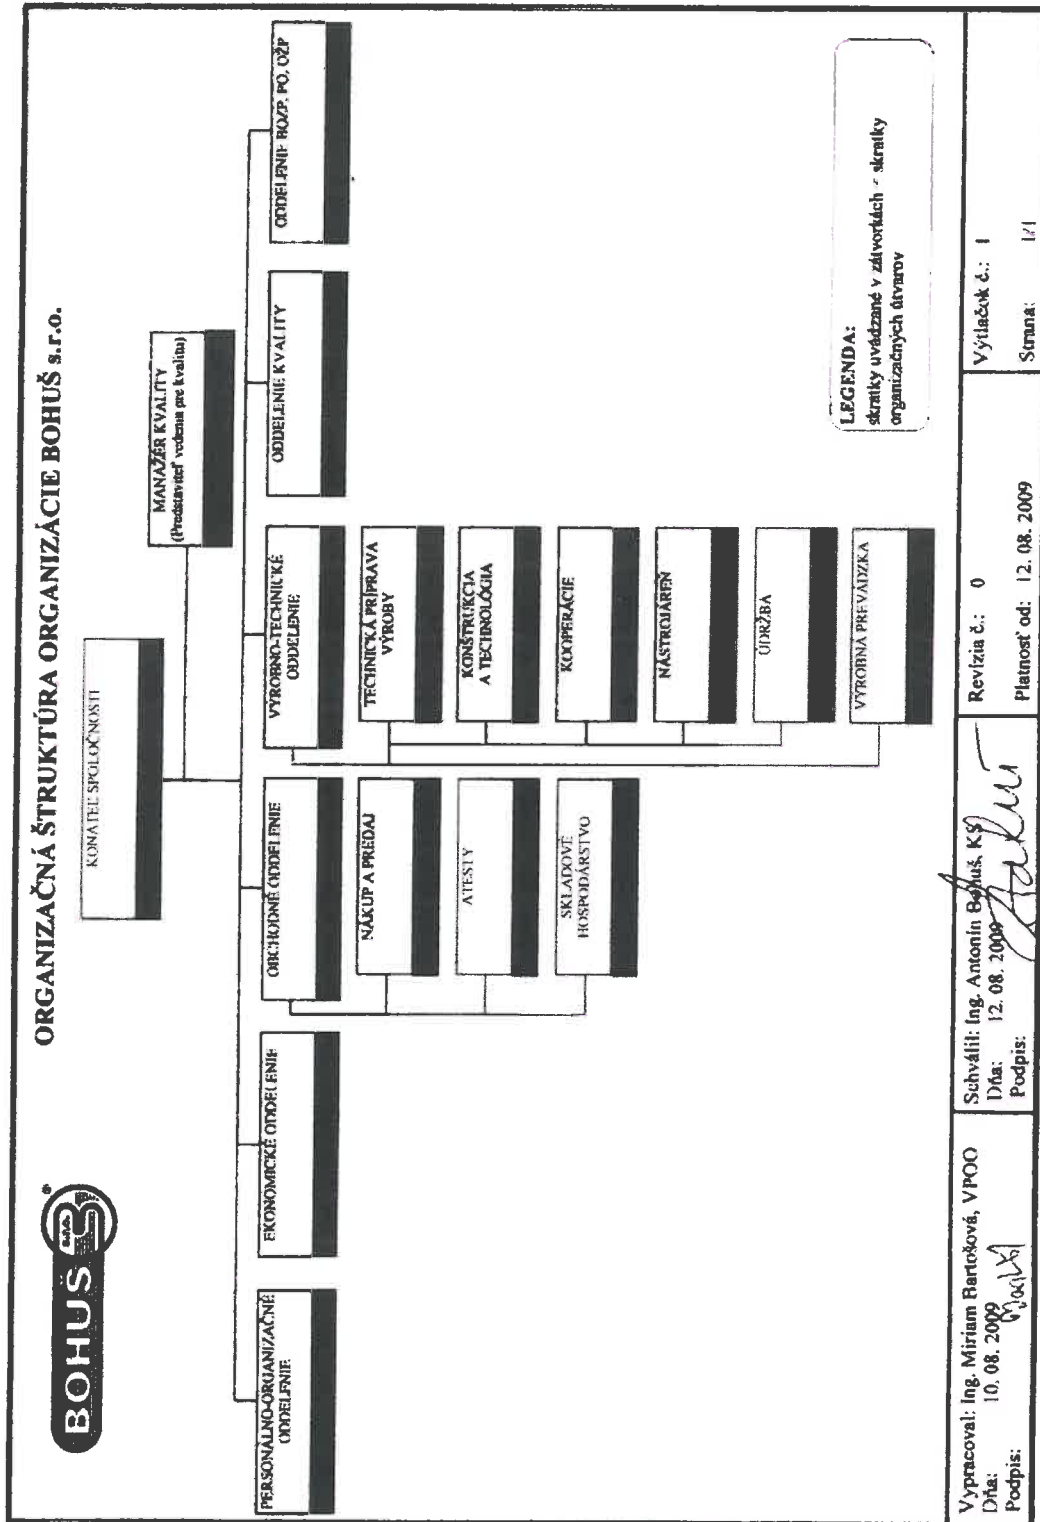 BOHUŠ
s.r.o.
®
ORGANIZAČNÁ ŠTRUKTÚRA ORGANIZÁCIE BOHUŠ s.r.o.
KONATEĽ SPOLOČNOSTI
MANAŽÉR KVALITY
(Predstaviteľ vedenia pre kvalitu)
PERSONÁLNO-ORGANIZAČNÉ
ODDELENIE
EKONOMICKÉ ODDELENIE
OBCHODNÉ ODDELENIE
NÁKUP A PREDAJ
ATESTY
SKLADOVÉ
HOSPODÁRSTVO
VÝROBNO-TECHNICKÉ
ODDELENIE
TECHNICKÁ PRÍPRAVA
VÝROBY
KONŠTRUKCIA
A TECHNOLÓGIA
KOOPERÁCIE
NÁSTROJÁREŇ
ÚDRŽBA
VÝROBNÁ PREVÁDZKA
ODDELENIE KVALITY
ODDELENIE BOZP, PO, OŽP
LEGENDA:
skratky uvádzané v zátvorkách - skratky
organizačných útvarov
Vypracoval: Ing. Miriam Bartošová, VPOO
Dňa: 10. 08. 2009
Podpis:
Schválil: Ing. Antonín Bohuš, KS
Dňa: 12. 08. 2009
Podpis:
Revízia č.: 0
Platnosť od: 12. 08. 2009
Výtlačok č.: 1
Strana: 1/1